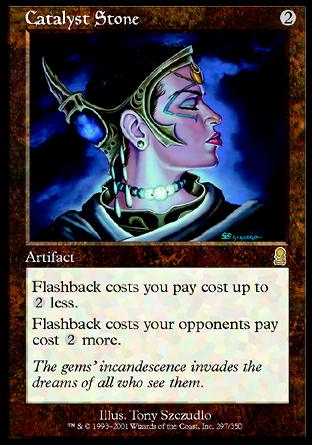 Catalyst Stone 2
Artifact
Flashback costs you pay cost up to
2 less.
Flashback costs your opponents pay
cost 2 more.
The gems' incandescence invades the
dreams of all who see them.
Illus. Tony Szczudlo
™ & © 1993–2001 Wizards of the Coast, Inc. 297/350